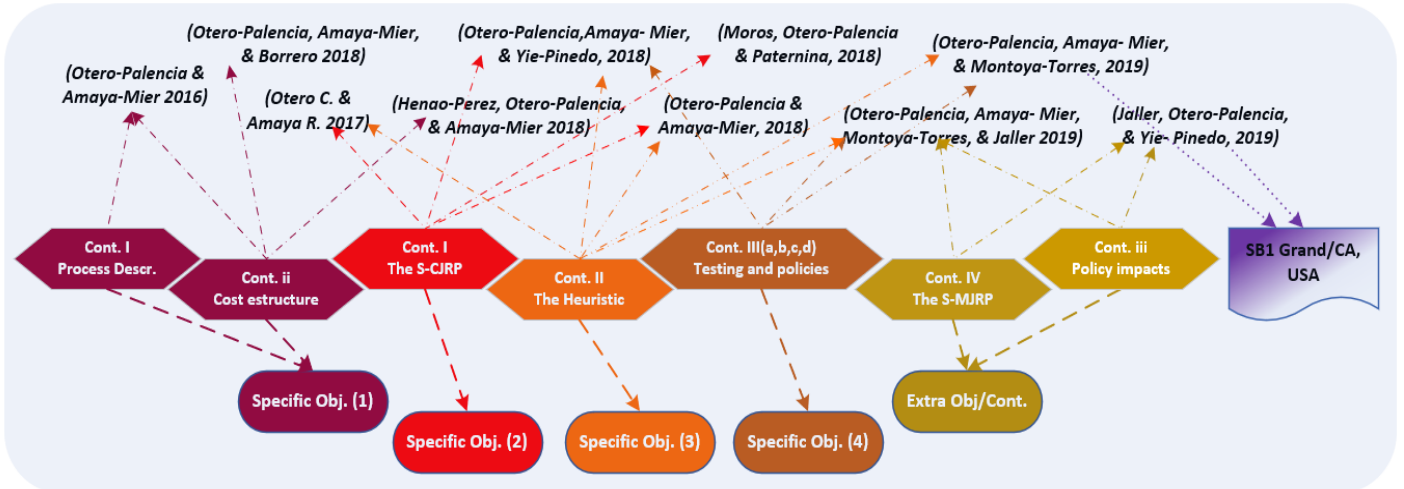 (Otero-Palencia, Amaya-Mier,
& Borrero 2018)
(Otero-Palencia,Amaya- Mier,
& Yie-Pinedo, 2018)
(Moros, Otero-Palencia
& Paternina, 2018)
(Otero-Palencia, Amaya- Mier,
& Montoya-Torres, 2019)
(Otero-Palencia &
Amaya-Mier 2016)
(Otero C. &
Amaya R. 2017)
(Henao-Perez, Otero-Palencia,
& Amaya-Mier 2018)
(Otero-Palencia &
Amaya-Mier, 2018)
(Otero-Palencia, Amaya- Mier,
Montoya-Torres, & Jaller 2019)
(Jaller, Otero-Palencia,
& Yie- Pinedo, 2019)
Cont. I
Process Descr.
Cont. ii
Cost estructure
Cont. I
The S-CJRP
Cont. II
The Heuristic
Cont. III(a,b,c,d)
Testing and policies
Cont. IV
The S-MJRP
Cont. iii
Policy impacts
SB1 Grand/CA,
USA
Specific Obj. (1)
Specific Obj. (2)
Specific Obj. (3)
Specific Obj. (4)
Extra Obj/Cont.